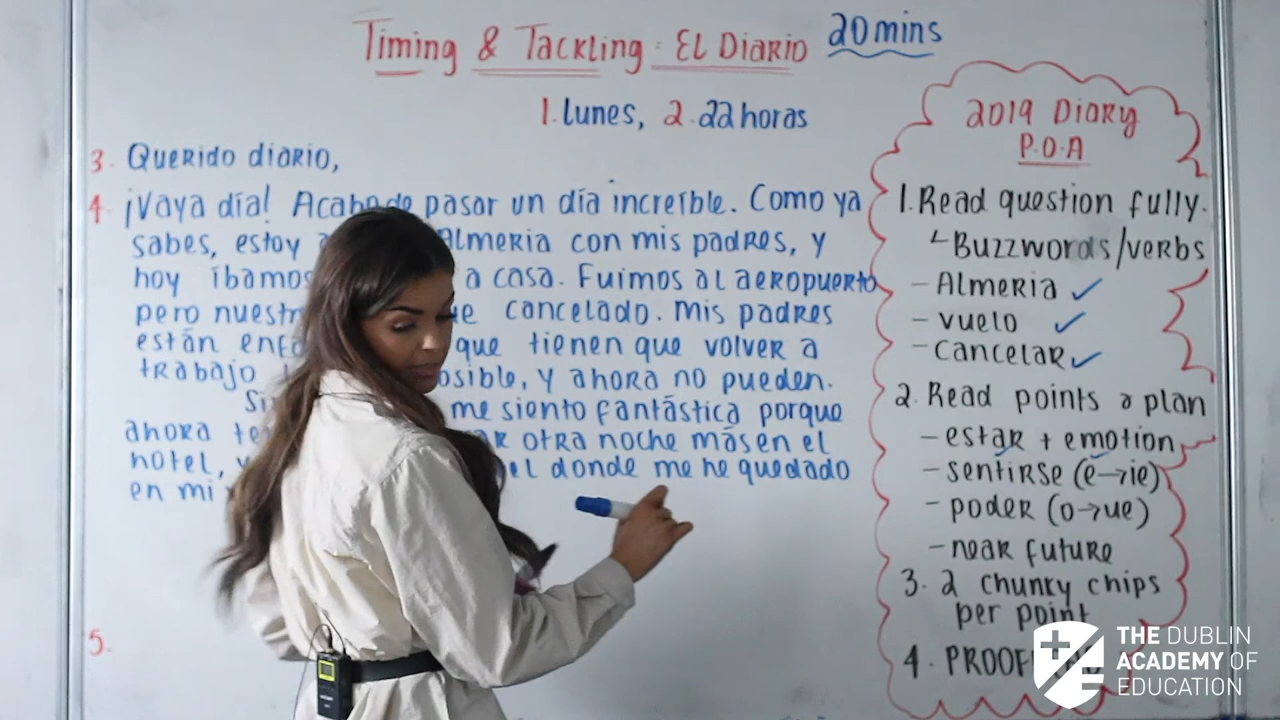 Timing & Tackling: El Diario 20 mins
1. Lunes, 2. 22 horas
3. Querido diario,
4. ¡Vaya día! Acabo de pasar un día increíble. Como ya
sabes, estoy Almeria con mis padres, y
hoy íbamos a casa. Fuimos al aeropuerto
pero cancelado. Mis padres
están que tienen que volver a
trabajo y ahora no pueden.
me siento fantástica porque
ahora otra noche más en el
hotel, donde me he quedado
en mi
5.
2019 Diary
P.O.A
1. Read question fully.
Buzzwords/verbs
- Almeria ✓
- vuelo ✓
- cancelar ✓
2. Read points & plan
- estar + emotion
- sentirse (e→ie)
- poder (o→ue)
- near future
3. 2 chunky chips
per point
4.
THE DUBLIN
ACADEMY OF
EDUCATION